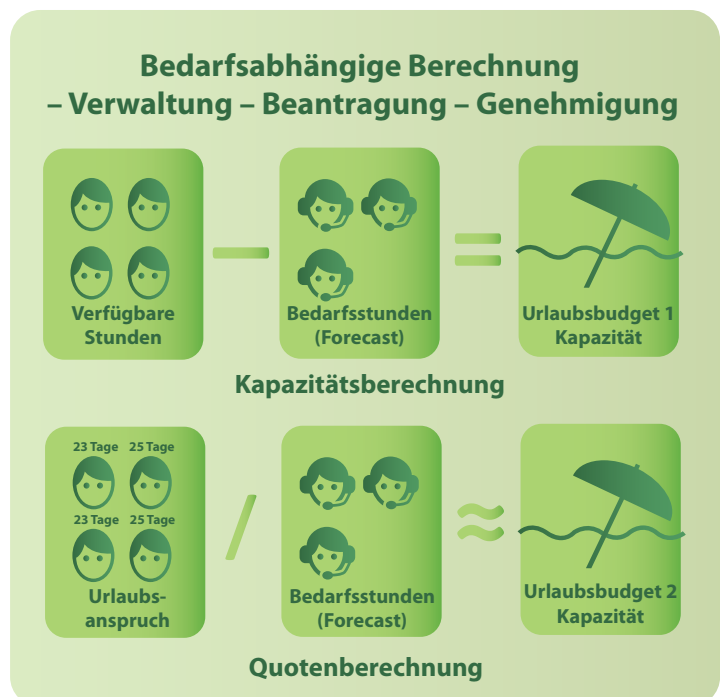 Bedarfsabhängige Berechnung
– Verwaltung – Beantragung – Genehmigung
Verfügbare
Stunden
Bedarfsstunden
(Forecast)
Urlaubsbudget 1
Kapazität
Kapazitätsberechnung
23 Tage 25 Tage
23 Tage 25 Tage
Urlaubs-
anspruch
Bedarfsstunden
(Forecast)
Urlaubsbudget 2
Kapazität
Quotenberechnung